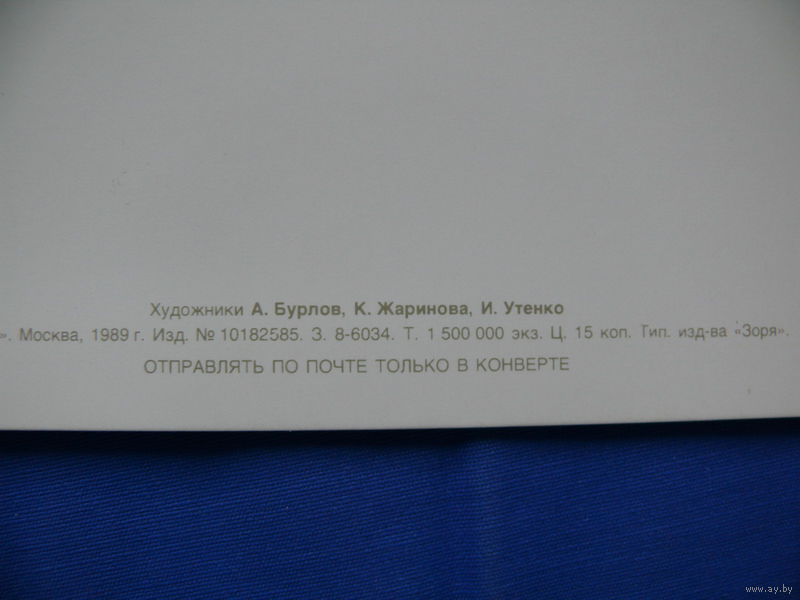 Художники А. Бурлов, К. Жаринова, И. Утенко
». Москва, 1989 г. Изд. № 10182585. З. 8-6034. Т. 1 500 000 экз. Ц. 15 коп. Тип. изд-ва «Зоря».
ОТПРАВЛЯТЬ ПО ПОЧТЕ ТОЛЬКО В КОНВЕРТЕ
www.ay.by